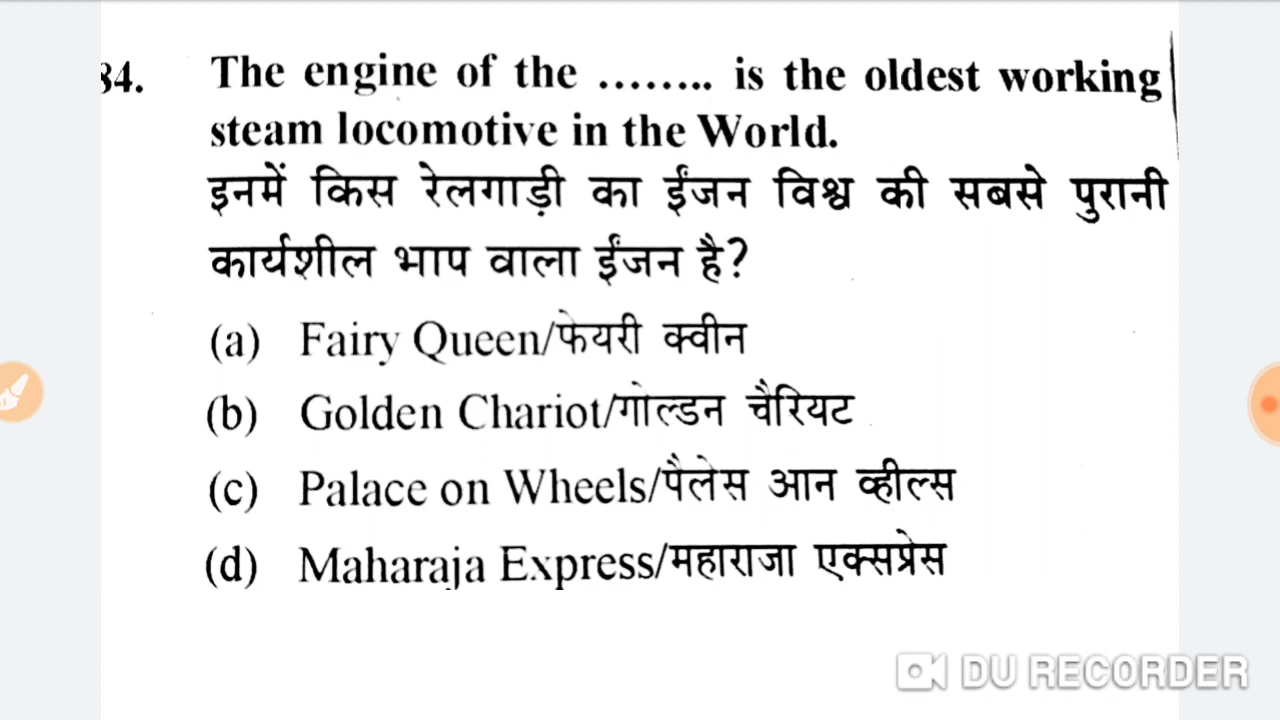 84. The engine of the ........ is the oldest working
steam locomotive in the World.
इनमें किस रेलगाड़ी का ईंजन विश्व की सबसे पुरानी
कार्यशील भाप वाला ईंजन है?
(a) Fairy Queen/फेयरी क्वीन
(b) Golden Chariot/गोल्डन चैरियट
(c) Palace on Wheels/पैलेस आन व्हील्स
(d) Maharaja Express/महाराजा एक्सप्रेस
DU RECORDER